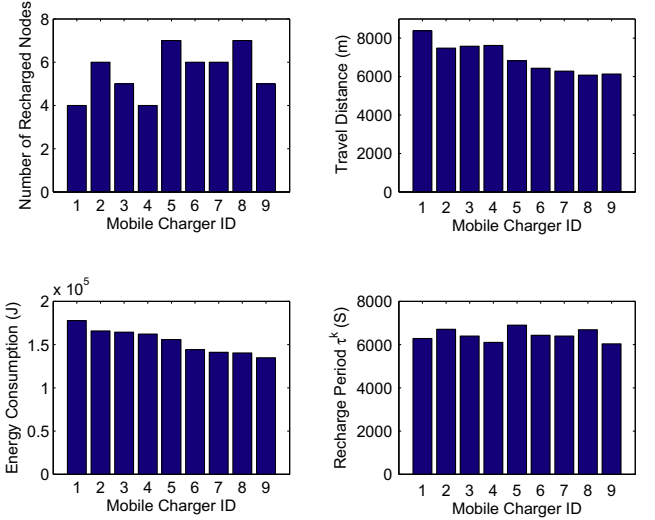 Number of Recharged Nodes
8
6
4
2
0
1 2 3 4 5 6 7 8 9
Mobile Charger ID
Travel Distance (m)
8000
6000
4000
2000
0
1 2 3 4 5 6 7 8 9
Mobile Charger ID
Energy Consumption (J)
x 10^5
2
1.5
1
0.5
0
1 2 3 4 5 6 7 8 9
Mobile Charger ID
Recharge Period τ^k (S)
8000
6000
4000
2000
0
1 2 3 4 5 6 7 8 9
Mobile Charger ID